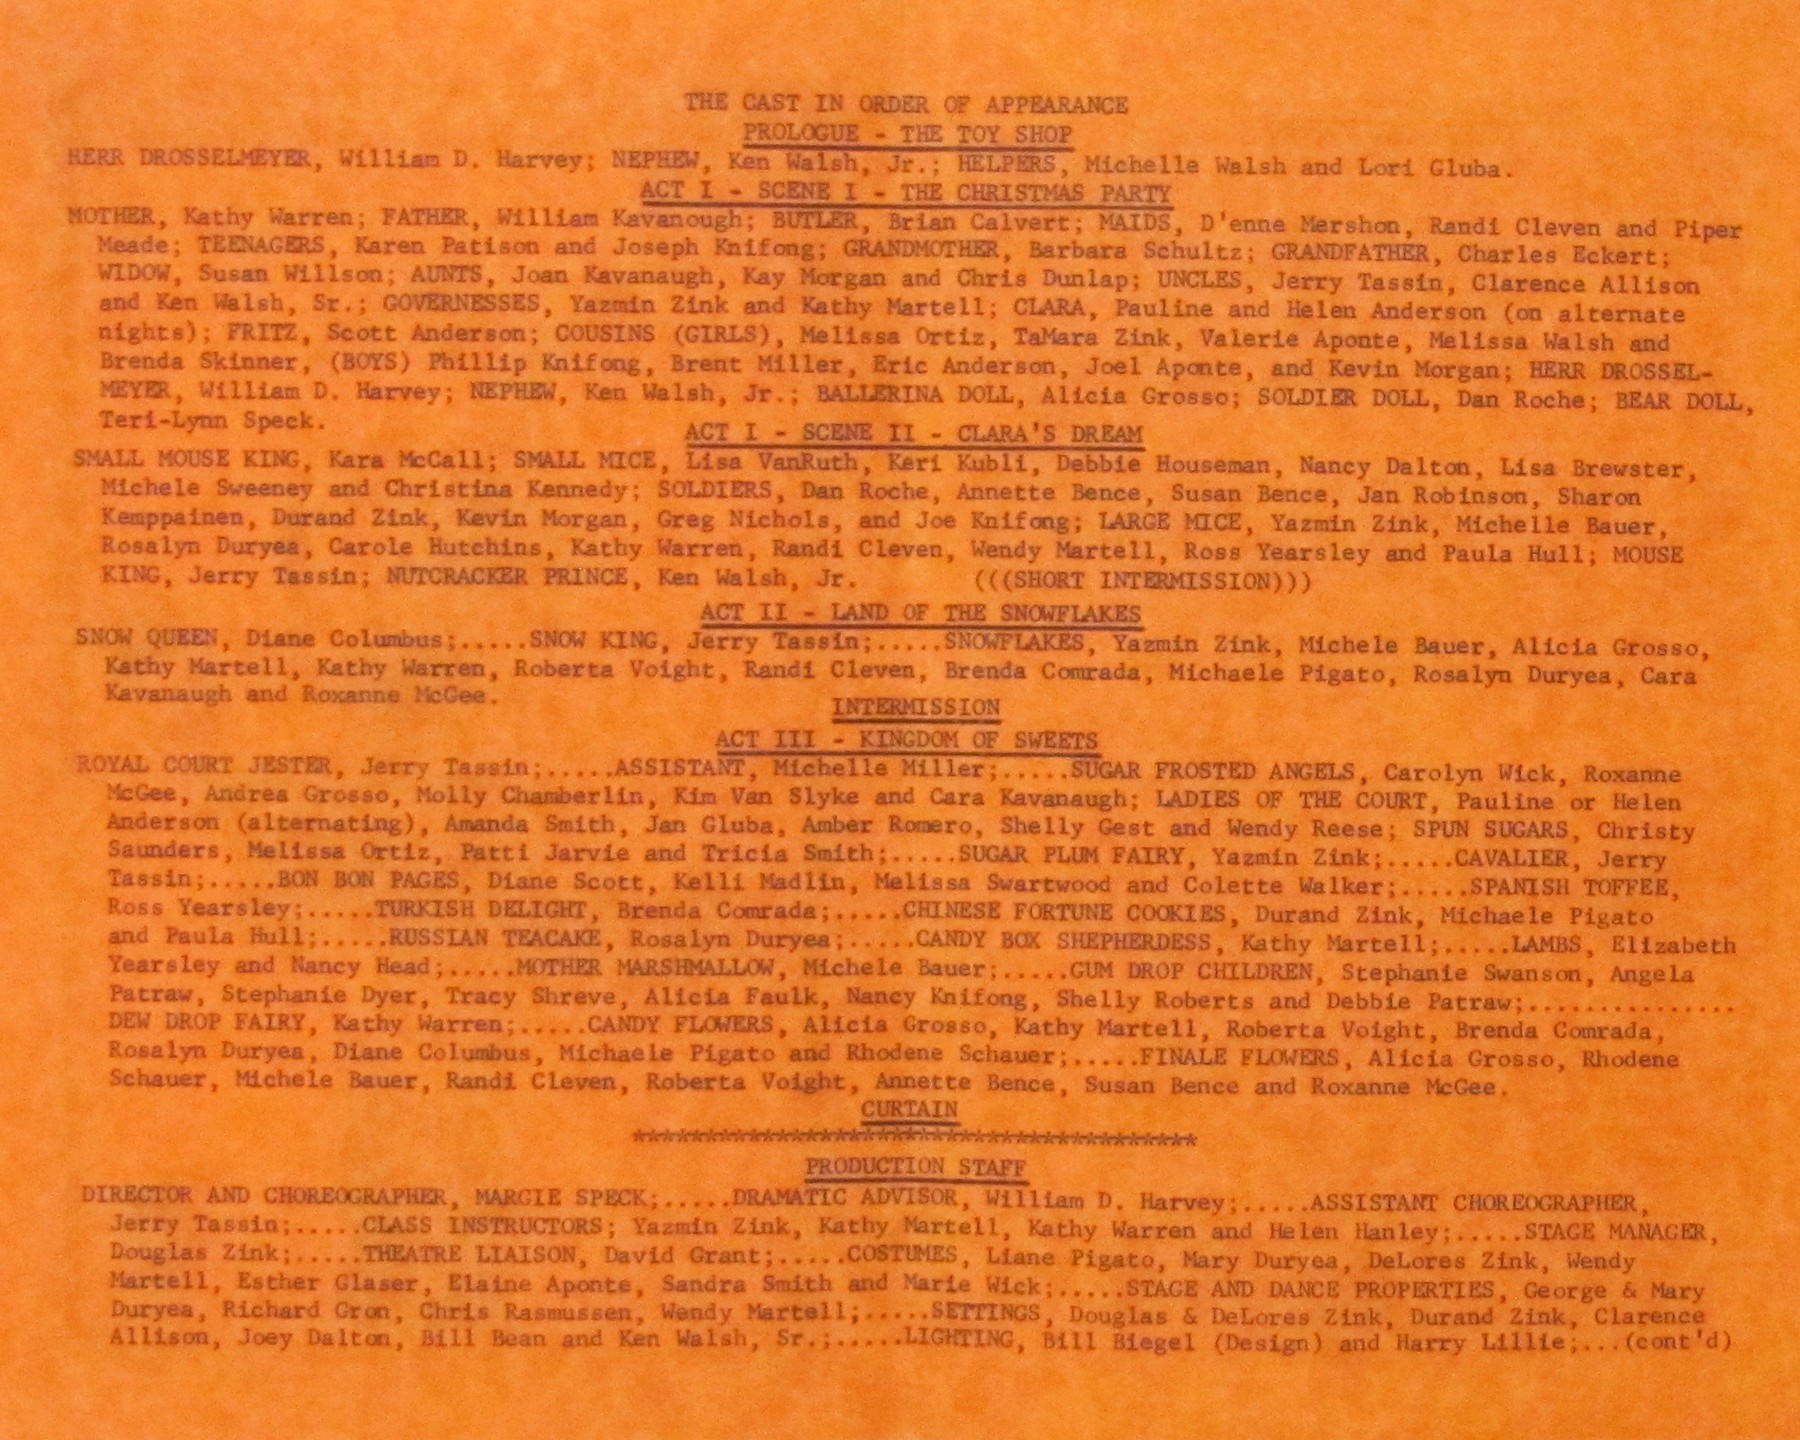 THE CAST IN ORDER OF APPEARANCE
PROLOGUE - THE TOY SHOP
HERR DROSSELMEYER, William D. Harvey; NEPHEW, Ken Walsh, Jr.; HELPERS, Michelle Walsh and Lori Gluba.
ACT I - SCENE I - THE CHRISTMAS PARTY
MOTHER, Kathy Warren; FATHER, William Kavanough; BUTLER, Brian Calvert; MAIDS, D'enne Mershon, Randi Cleven and Piper
Meade; TEENAGERS, Karen Patison and Joseph Knifong; GRANDMOTHER, Barbara Schultz; GRANDFATHER, Charles Eckert;
WIDOW, Susan Willson; AUNTS, Joan Kavanaugh, Kay Morgan and Chris Dunlap; UNCLES, Jerry Tassin, Clarence Allison
and Ken Walsh, Sr.; GOVERNESSES, Yazmin Zink and Kathy Martell; CLARA, Pauline and Helen Anderson (on alternate
nights); FRITZ, Scott Anderson; COUSINS (GIRLS), Melissa Ortiz, TaMara Zink, Valerie Aponte, Melissa Walsh and
Brenda Skinner, (BOYS) Phillip Knifong, Brent Miller, Eric Anderson, Joel Aponte, and Kevin Morgan; HERR DROSSEL-
MEYER, William D. Harvey; NEPHEW, Ken Walsh, Jr.; BALLERINA DOLL, Alicia Grosso; SOLDIER DOLL, Dan Roche; BEAR DOLL,
Teri-Lynn Speck.
ACT I - SCENE II - CLARA'S DREAM
SMALL MOUSE KING, Kara McCall; SMALL MICE, Lisa VanRuth, Keri Kubli, Debbie Houseman, Nancy Dalton, Lisa Brewster,
Michele Sweeney and Christina Kennedy; SOLDIERS, Dan Roche, Annette Bence, Susan Bence, Jan Robinson, Sharon
Kemppainen, Durand Zink, Kevin Morgan, Greg Nichols, and Joe Knifong; LARGE MICE, Yazmin Zink, Michelle Bauer,
Rosalyn Duryea, Carole Hutchins, Kathy Warren, Randi Cleven, Wendy Martell, Ross Yearsley and Paula Hull; MOUSE
KING, Jerry Tassin; NUTCRACKER PRINCE, Ken Walsh, Jr. (((SHORT INTERMISSION)))
ACT II - LAND OF THE SNOWFLAKES
SNOW QUEEN, Diane Columbus;.....SNOW KING, Jerry Tassin;.....SNOWFLAKES, Yazmin Zink, Michele Bauer, Alicia Grosso,
Kathy Martell, Kathy Warren, Roberta Voight, Randi Cleven, Brenda Comrada, Michaele Pigato, Rosalyn Duryea, Cara
Kavanaugh and Roxanne McGee.
INTERMISSION
ACT III - KINGDOM OF SWEETS
ROYAL COURT JESTER, Jerry Tassin;.....ASSISTANT, Michelle Miller;.....SUGAR FROSTED ANGELS, Carolyn Wick, Roxanne
McGee, Andrea Grosso, Molly Chamberlin, Kim Van Slyke and Cara Kavanaugh; LADIES OF THE COURT, Pauline or Helen
Anderson (alternating), Amanda Smith, Jan Gluba, Amber Romero, Shelly Gest and Wendy Reese; SPUN SUGARS, Christy
Saunders, Melissa Ortiz, Patti Jarvie and Tricia Smith;.....SUGAR PLUM FAIRY, Yazmin Zink;.....CAVALIER, Jerry
Tassin;.....BON BON PAGES, Diane Scott, Kelli Madlin, Melissa Swartwood and Colette Walker;.....SPANISH TOFFEE,
Ross Yearsley;.....TURKISH DELIGHT, Brenda Comrada;.....CHINESE FORTUNE COOKIES, Durand Zink, Michaele Pigato
and Paula Hull;.....RUSSIAN TEACAKE, Rosalyn Duryea;.....CANDY BOX SHEPHERDESS, Kathy Martell;.....LAMBS, Elizabeth
Yearsley and Nancy Head;.....MOTHER MARSHMALLOW, Michele Bauer;.....GUM DROP CHILDREN, Stephanie Swanson, Angela
Patraw, Stephanie Dyer, Tracy Shreve, Alicia Faulk, Nancy Knifong, Shelly Roberts and Debbie Patraw;...............
DEW DROP FAIRY, Kathy Warren;.....CANDY FLOWERS, Alicia Grosso, Kathy Martell, Roberta Voight, Brenda Comrada,
Rosalyn Duryea, Diane Columbus, Michaele Pigato and Rhodene Schauer;.....FINALE FLOWERS, Alicia Grosso, Rhodene
Schauer, Michele Bauer, Randi Cleven, Roberta Voight, Annette Bence, Susan Bence and Roxanne McGee.
CURTAIN
****************************************
PRODUCTION STAFF
DIRECTOR AND CHOREOGRAPHER, MARGIE SPECK;.....DRAMATIC ADVISOR, William D. Harvey;.....ASSISTANT CHOREOGRAPHER,
Jerry Tassin;.....CLASS INSTRUCTORS; Yazmin Zink, Kathy Martell, Kathy Warren and Helen Hanley;.....STAGE MANAGER,
Douglas Zink;.....THEATRE LIAISON, David Grant;.....COSTUMES, Liane Pigato, Mary Duryea, DeLores Zink, Wendy
Martell, Esther Glaser, Elaine Aponte, Sandra Smith and Marie Wick;.....STAGE AND DANCE PROPERTIES, George & Mary
Duryea, Richard Gron, Chris Rasmussen, Wendy Martell;.....SETTINGS, Douglas & DeLores Zink, Durand Zink, Clarence
Allison, Joey Dalton, Bill Bean and Ken Walsh, Sr.;.....LIGHTING, Bill Biegel (Design) and Harry Lillie;...(cont'd)